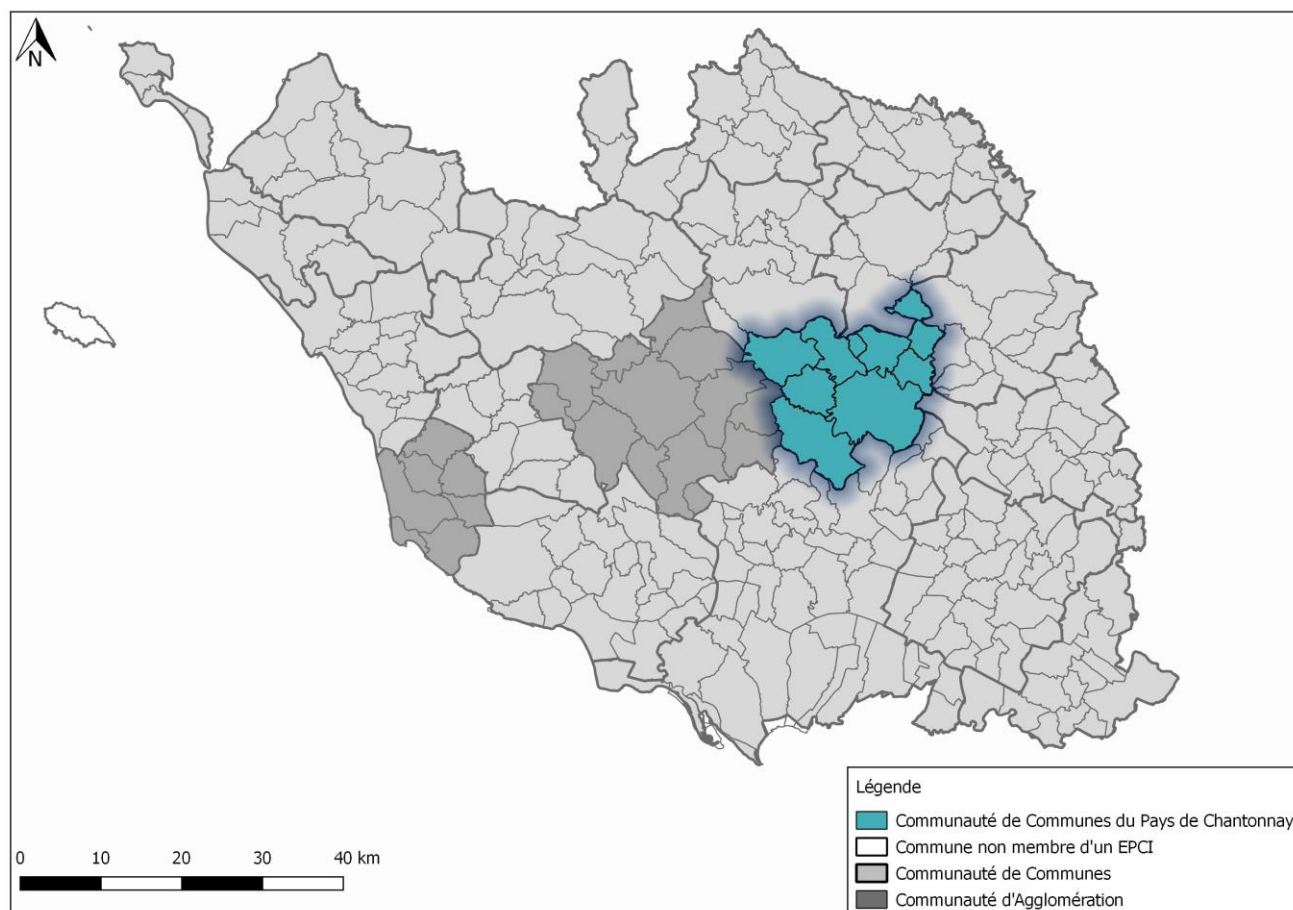 N
0 10 20 30 40 km
Légende
Communauté de Communes du Pays de Chantonnay
Commune non membre d'un EPCI
Communauté de Communes
Communauté d'Agglomération